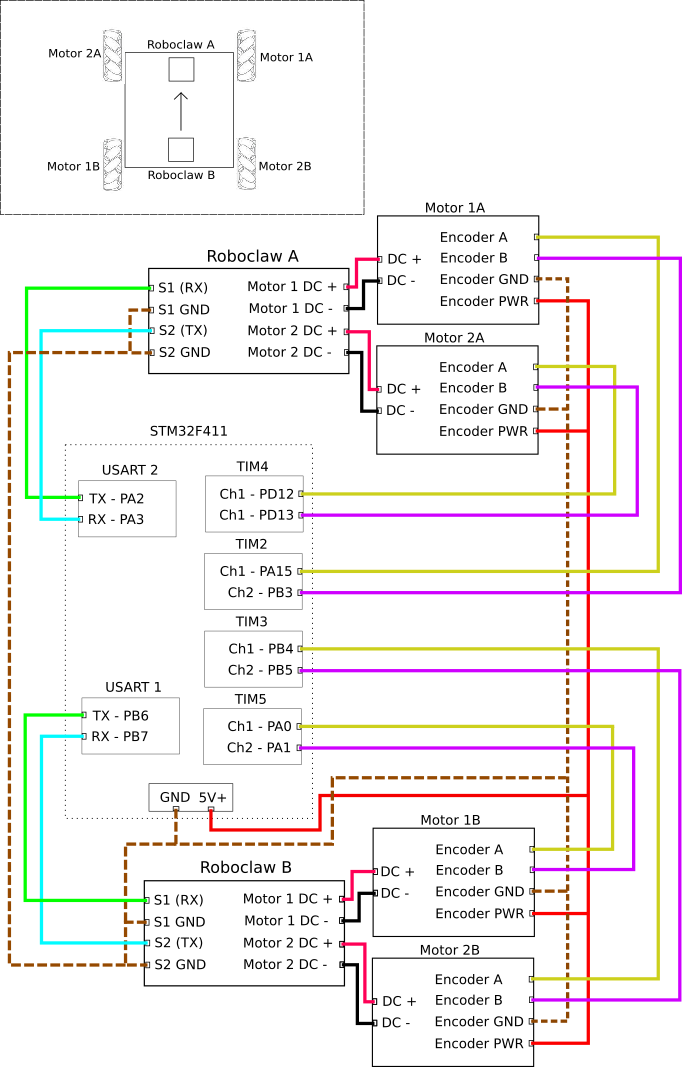 Roboclaw A
Motor 2A
Motor 1A
Motor 1B
Motor 2B
Roboclaw B
Motor 1A
Encoder A
Encoder B
DC +
Encoder GND
DC -
Encoder PWR
Roboclaw A
S1 (RX)
Motor 1 DC +
S1 GND
Motor 1 DC -
S2 (TX)
Motor 2 DC +
S2 GND
Motor 2 DC -
Motor 2A
Encoder A
Encoder B
DC +
Encoder GND
DC -
Encoder PWR
STM32F411
USART 2
TX - PA2
RX - PA3
TIM4
Ch1 - PD12
Ch1 - PD13
TIM2
Ch1 - PA15
Ch2 - PB3
TIM3
Ch1 - PB4
Ch2 - PB5
USART 1
TX - PB6
RX - PB7
TIM5
Ch1 - PA0
Ch2 - PA1
GND 5V+
Motor 1B
Encoder A
Encoder B
DC +
Encoder GND
DC -
Encoder PWR
Roboclaw B
S1 (RX)
Motor 1 DC +
S1 GND
Motor 1 DC -
S2 (TX)
Motor 2 DC +
S2 GND
Motor 2 DC -
Motor 2B
Encoder A
Encoder B
DC +
Encoder GND
DC -
Encoder PWR